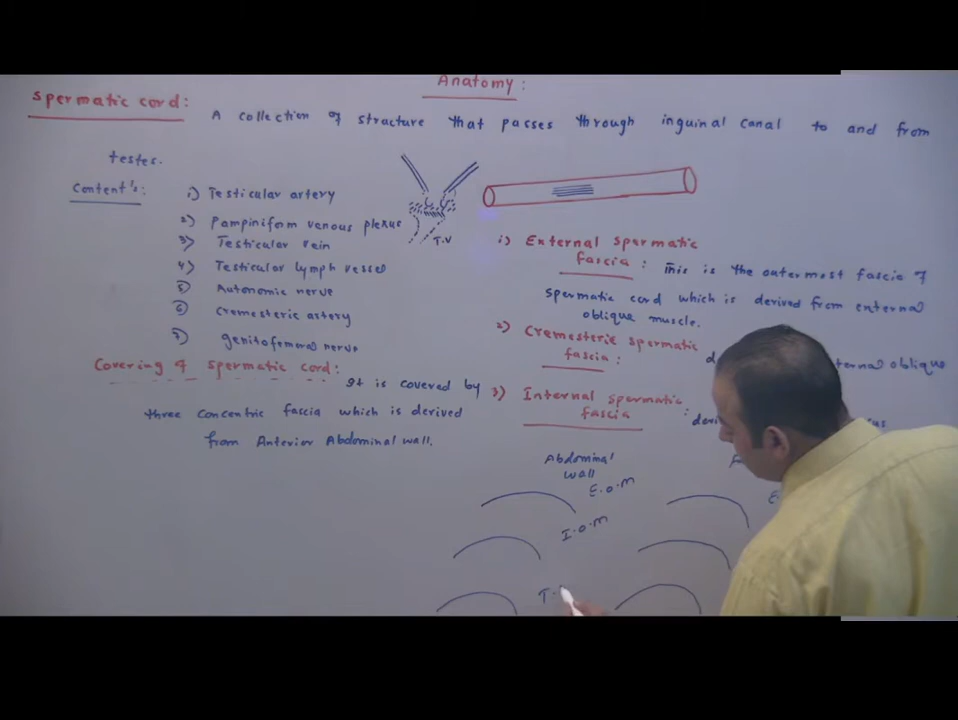 Anatomy:
Spermatic cord:
A collection of structure that passes through inguinal canal to and from
testes.
Content's:
1) Testicular artery
2) Pampiniform venous plexus
3) Testicular vein
4) Testicular lymph vessel
5) Autonomic nerve
6) Cremesteric artery
7) genitofemoral nerve
T.V
Covering of spermatic cord: It is covered by
three concentric fascia which is derived
from Anterior Abdominal wall.
1) External spermatic
fascia: This is the outermost fascia of
spermatic cord which is derived from external
oblique muscle.
2) Cremesteric spermatic
fascia:
oblique
3) Internal spermatic
fascia:
Abdominal
wall
E.O.M
I.O.M
T.